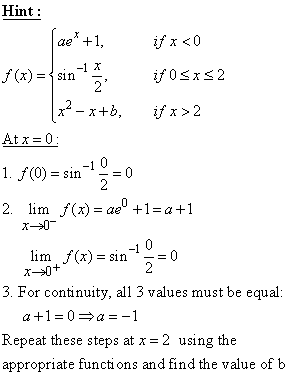 Hint :
f(x) = { ae^x + 1, if x < 0
sin^-1 x/2, if 0 ≤ x ≤ 2
x^2 − x + b, if x > 2
At x = 0 :
1. f(0) = sin^-1 0/2 = 0
2. lim x→0^- f(x) = ae^0 + 1 = a + 1
lim x→0^+ f(x) = sin^-1 0/2 = 0
3. For continuity, all 3 values must be equal:
a + 1 = 0 ⇒ a = −1
Repeat these steps at x = 2 using the
appropriate functions and find the value of b